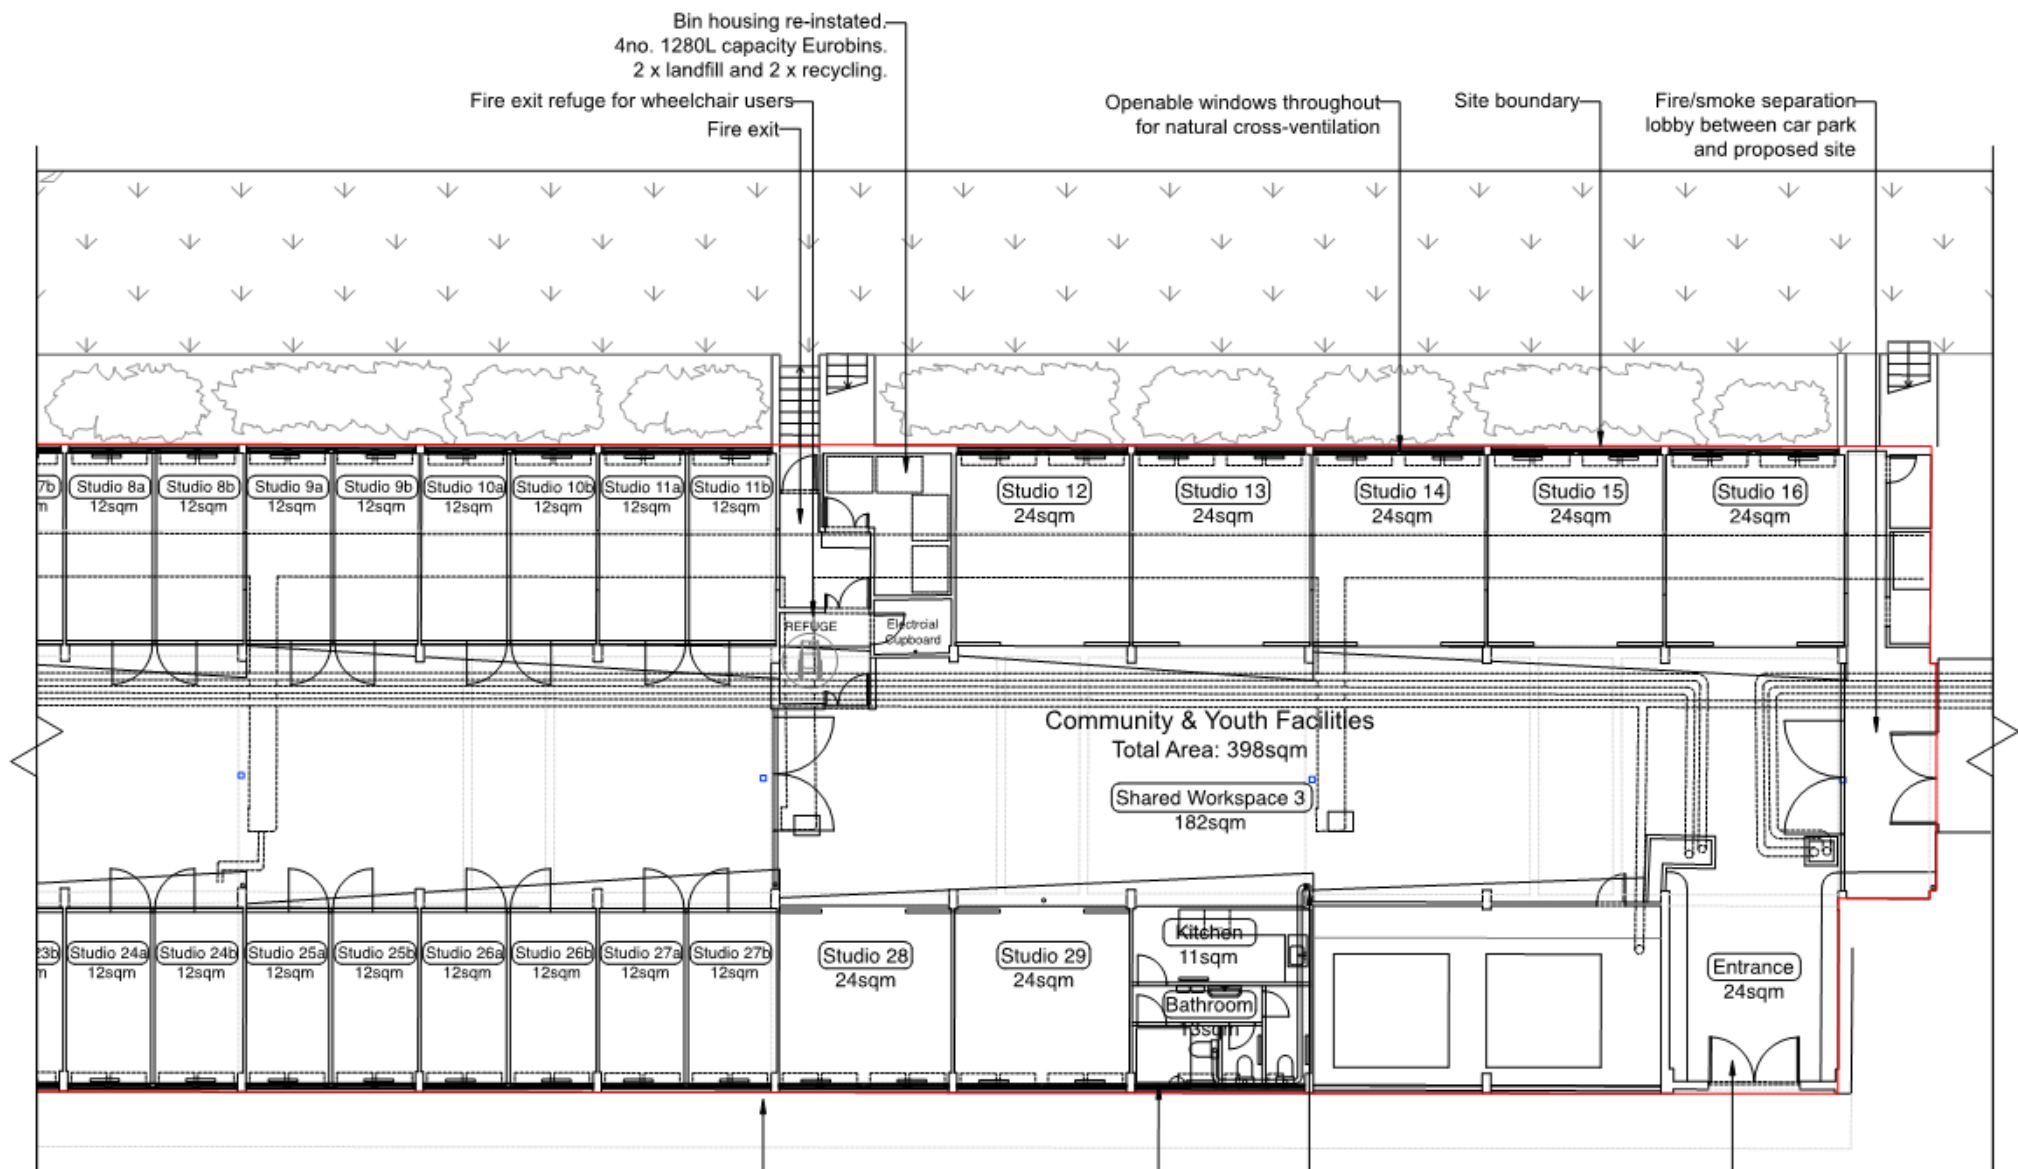 Bin housing re-instated.
4no. 1280L capacity Eurobins.
2 x landfill and 2 x recycling.
Fire exit refuge for wheelchair users
Fire exit
Openable windows throughout
for natural cross-ventilation
Site boundary
Fire/smoke separation
lobby between car park
and proposed site
7b
m
Studio 8a
12sqm
Studio 8b
12sqm
Studio 9a
12sqm
Studio 9b
12sqm
Studio 10a
12sqm
Studio 10b
12sqm
Studio 11a
12sqm
Studio 11b
12sqm
Studio 12
24sqm
Studio 13
24sqm
Studio 14
24sqm
Studio 15
24sqm
Studio 16
24sqm
REFUGE
Electrcial
Cupboard
Community & Youth Facilities
Total Area: 398sqm
Shared Workspace 3
182sqm
23b
m
Studio 24a
12sqm
Studio 24b
12sqm
Studio 25a
12sqm
Studio 25b
12sqm
Studio 26a
12sqm
Studio 26b
12sqm
Studio 27a
12sqm
Studio 27b
12sqm
Studio 28
24sqm
Studio 29
24sqm
Kitchen
11sqm
Bathroom
13sqm
Entrance
24sqm